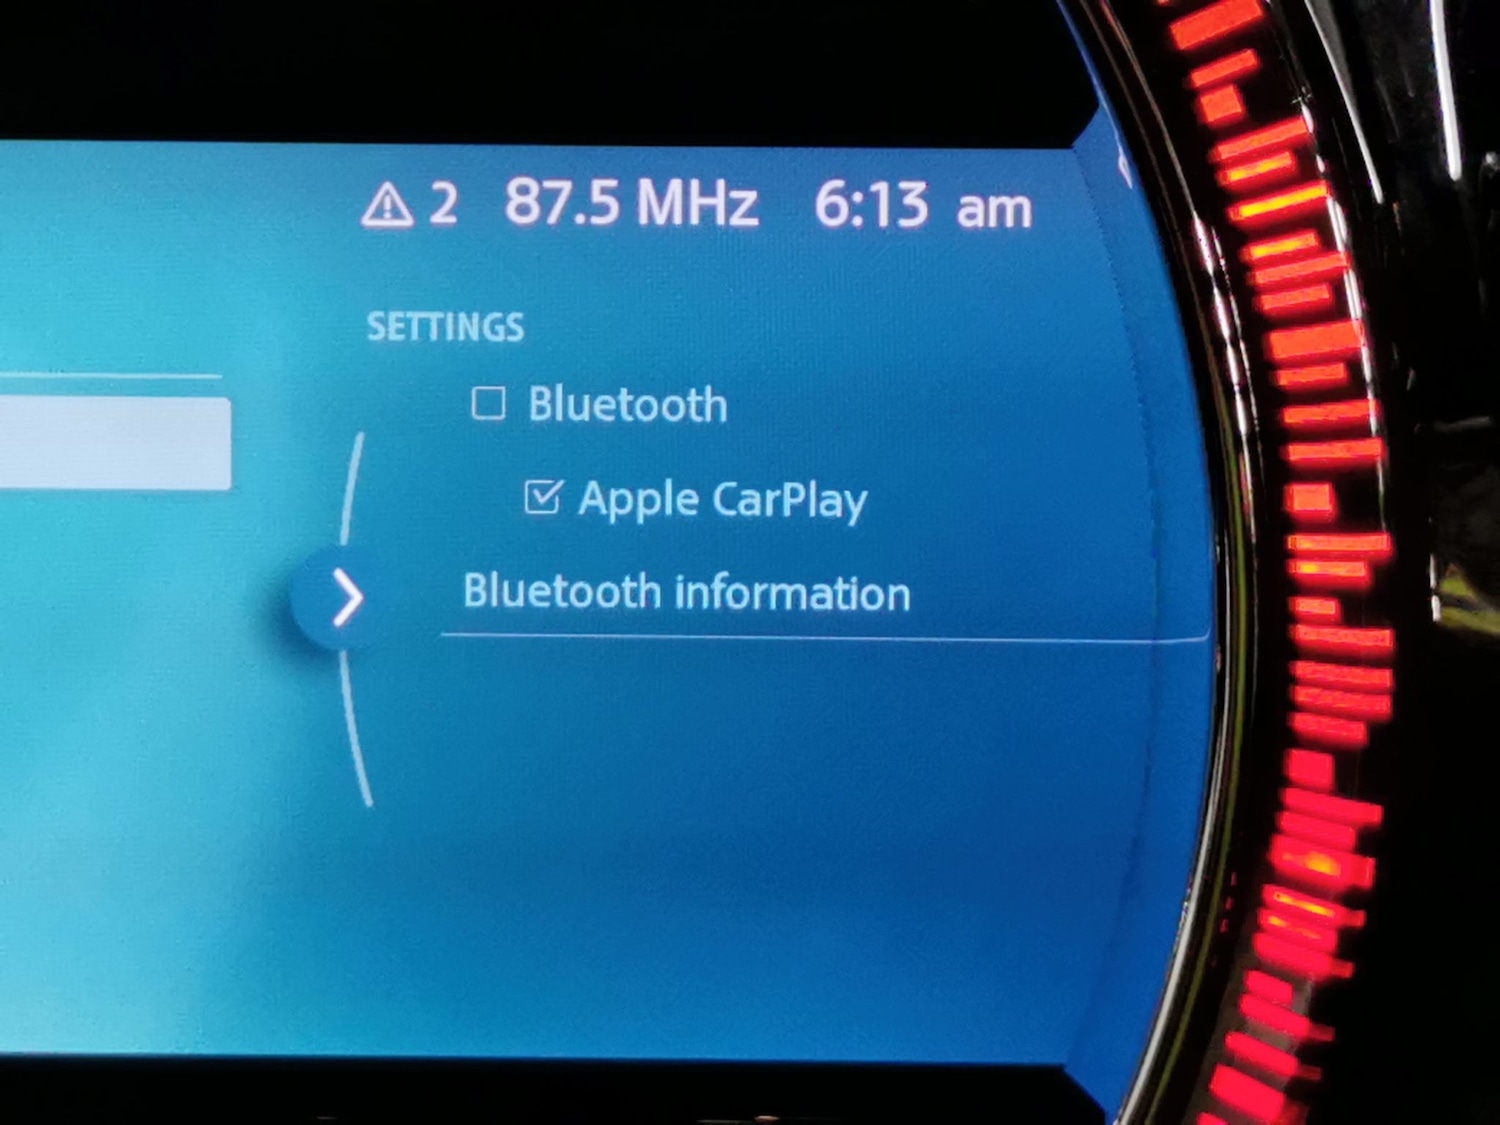 2 87.5 MHz 6:13 am
SETTINGS
Bluetooth
Apple CarPlay
Bluetooth information